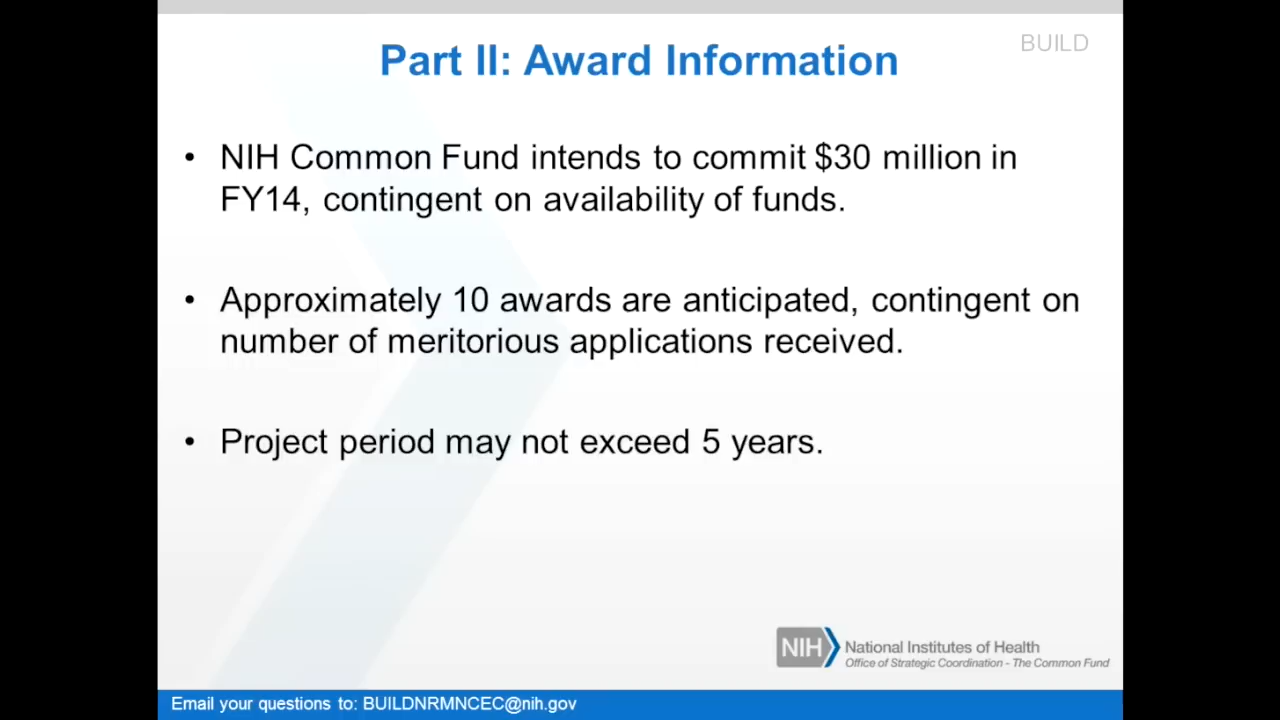 BUILD
Part II: Award Information
• NIH Common Fund intends to commit $30 million in
FY14, contingent on availability of funds.
• Approximately 10 awards are anticipated, contingent on
number of meritorious applications received.
• Project period may not exceed 5 years.
NIH National Institutes of Health
Office of Strategic Coordination - The Common Fund
Email your questions to: BUILDNRMNCEC@nih.gov